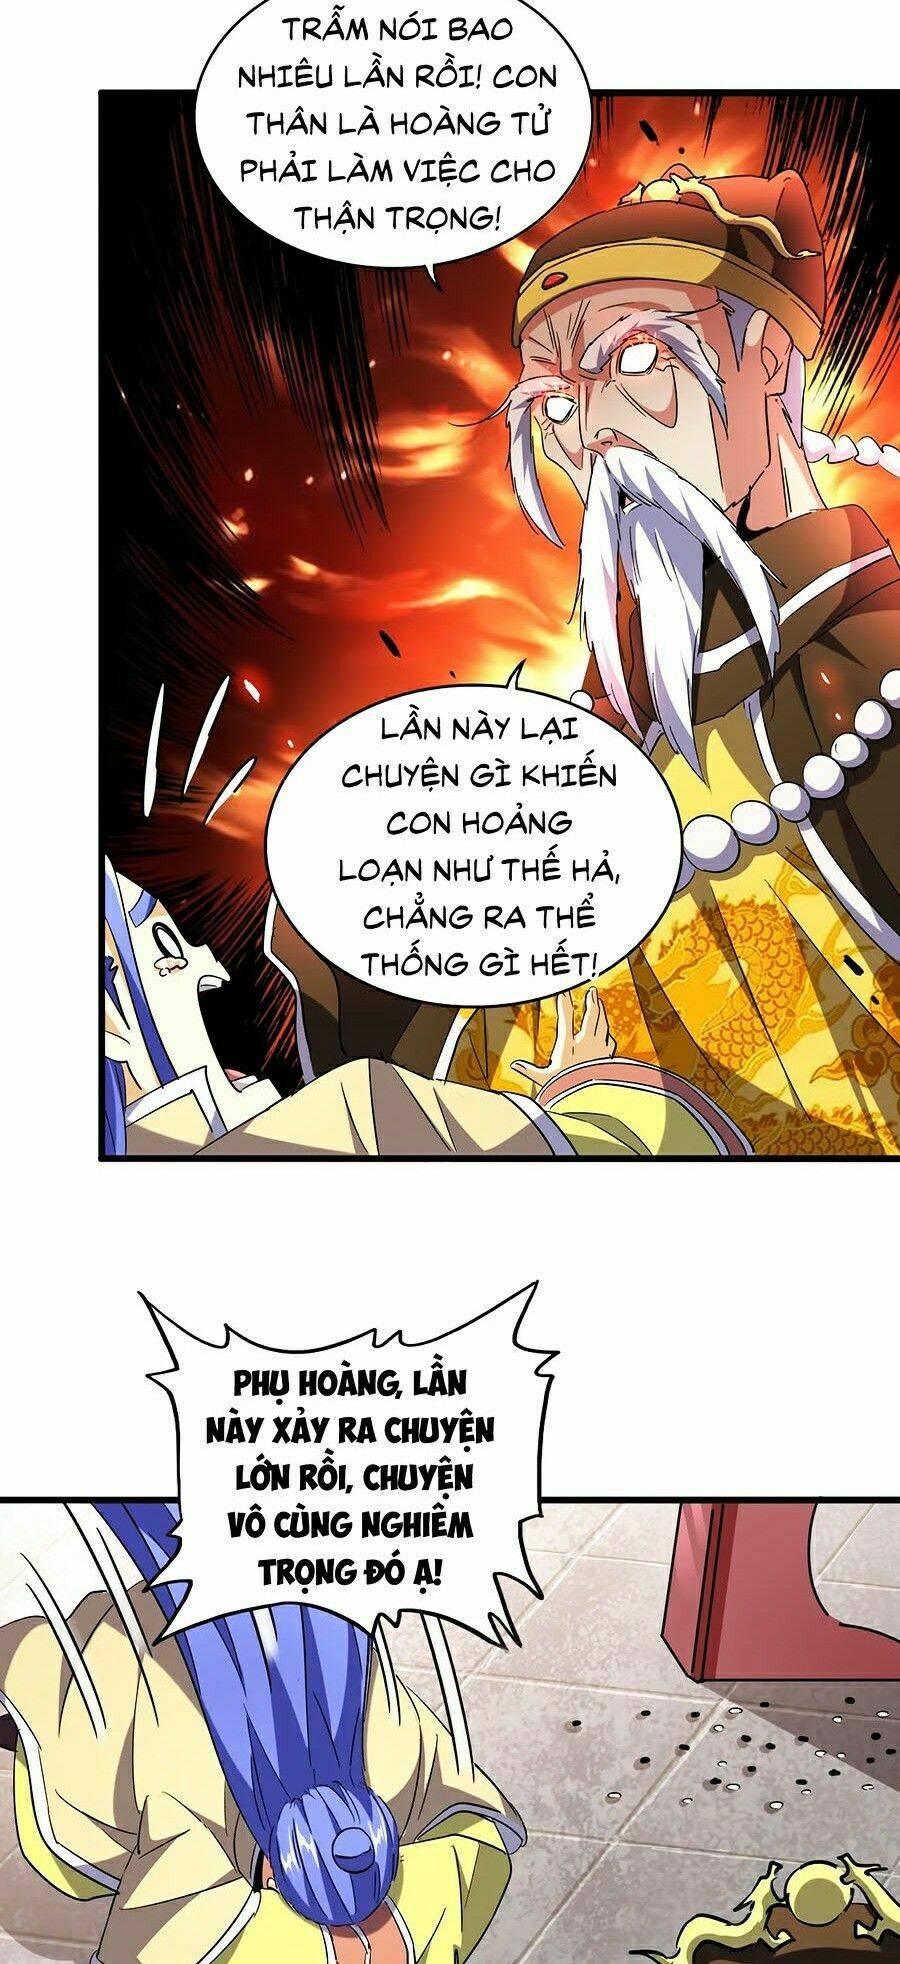 TRẪM NÓI BAO
NHIÊU LẦN RỒI! CON
THÂN LÀ HOÀNG TỬ
PHẢI LÀM VIỆC CHO
THẬN TRỌNG!
LẦN NÀY LẠI
CHUYỆN GÌ KHIẾN
CON HOẢNG
LOẠN NHƯ THẾ HẢ,
CHẲNG RA THỂ
THỐNG GÌ HẾT!
PHỤ HOÀNG, LẦN
NÀY XẢY RA CHUYỆN
LỚN RỒI, CHUYỆN
VÔ CÙNG NGHIÊM
TRỌNG ĐÓ Ạ!